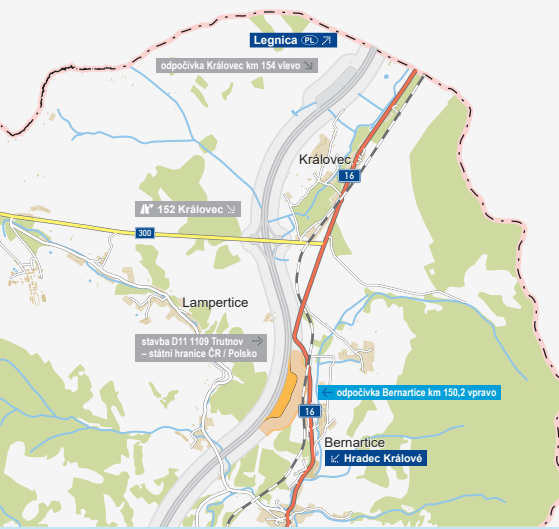 Legnica PL
odpočívka Královec km 154 vlevo
Královec
16
152 Královec
300
Lampertice
stavba D11 1109 Trutnov
– státní hranice ČR / Polsko
odpočívka Bernartice km 150,2 vpravo
16
Bernartice
Hradec Králové